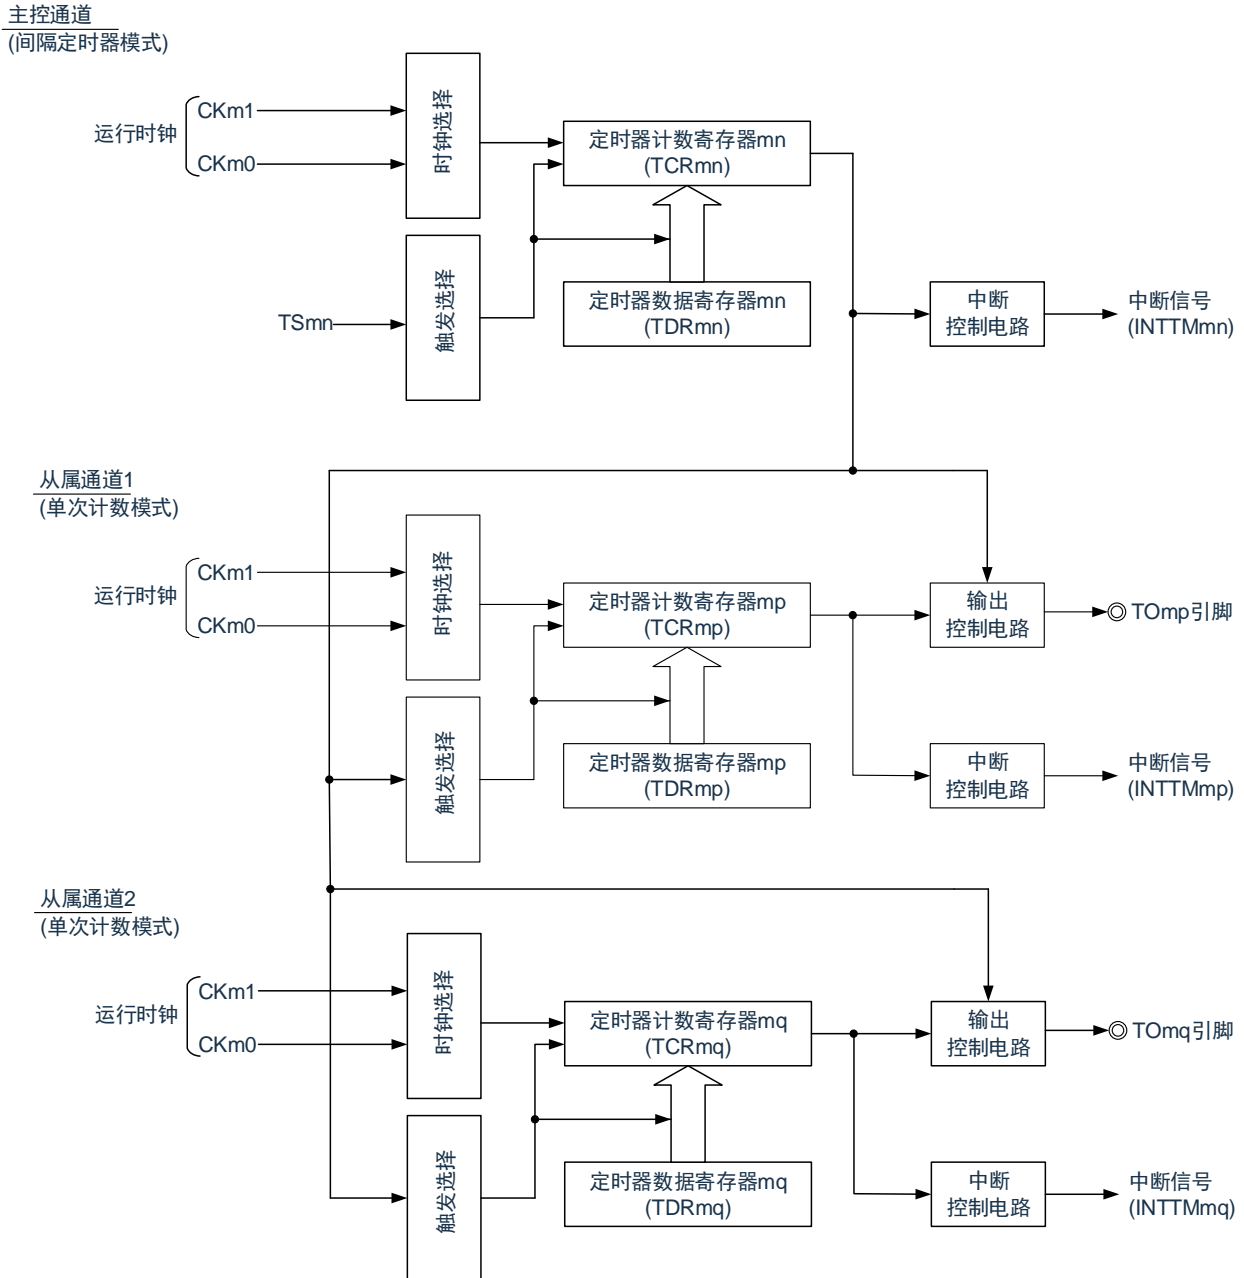 主控通道
(间隔定时器模式)
运行时钟
CKm1
CKm0
时钟选择
定时器计数寄存器mn
(TCRmn)
TSmn
触发选择
定时器数据寄存器mn
(TDRmn)
中断
控制电路
中断信号
(INTTMmn)
从属通道1
(单次计数模式)
运行时钟
CKm1
CKm0
时钟选择
定时器计数寄存器mp
(TCRmp)
输出
控制电路
TOmp引脚
触发选择
定时器数据寄存器mp
(TDRmp)
中断
控制电路
中断信号
(INTTMmp)
从属通道2
(单次计数模式)
运行时钟
CKm1
CKm0
时钟选择
定时器计数寄存器mq
(TCRmq)
输出
控制电路
TOmq引脚
触发选择
定时器数据寄存器mq
(TDRmq)
中断
控制电路
中断信号
(INTTMmq)